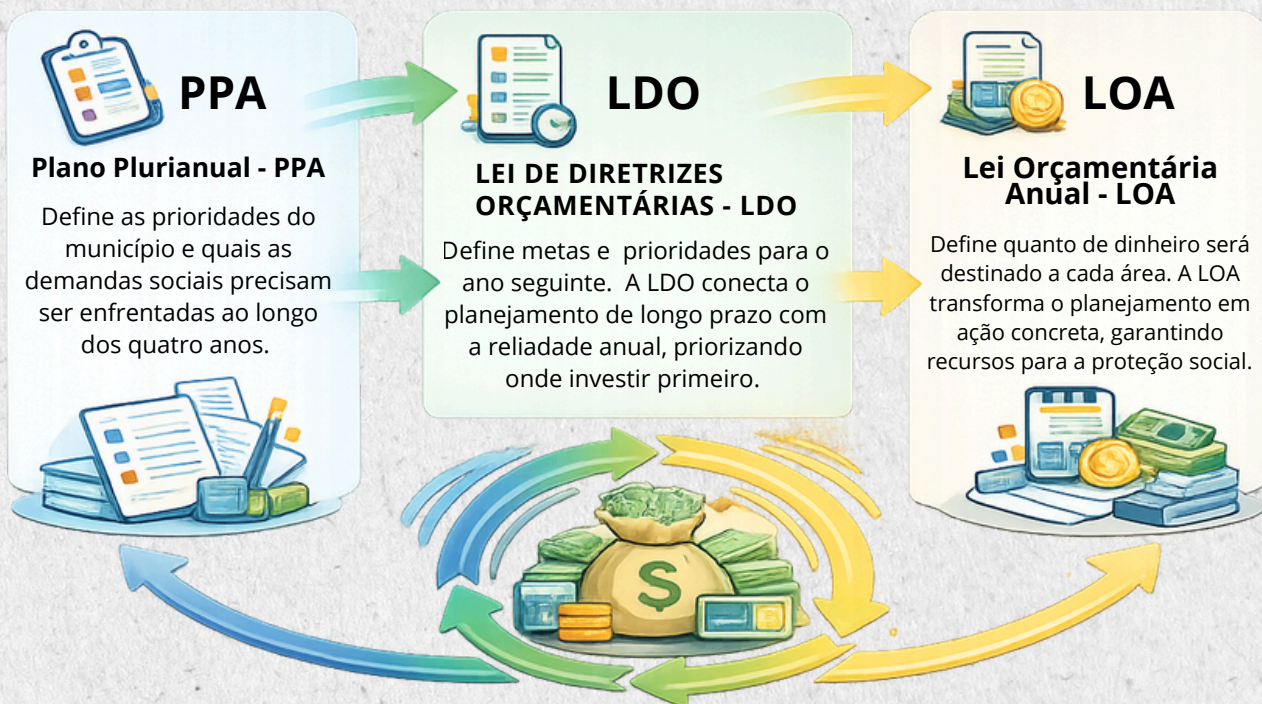 PPA
Plano Plurianual - PPA
Define as prioridades do
município e quais as
demandas sociais precisam
ser enfrentadas ao longo
dos quatro anos.
LDO
LEI DE DIRETRIZES
ORÇAMENTÁRIAS - LDO
Define metas e  prioridades para o
ano seguinte.  A LDO conecta o
planejamento de longo prazo com
a reliadade anual, priorizando
onde investir primeiro.
LOA
Lei Orçamentária
Anual - LOA
Define quanto de dinheiro será
destinado a cada área. A LOA
transforma o planejamento em
ação concreta, garantindo
recursos para a proteção social.
$